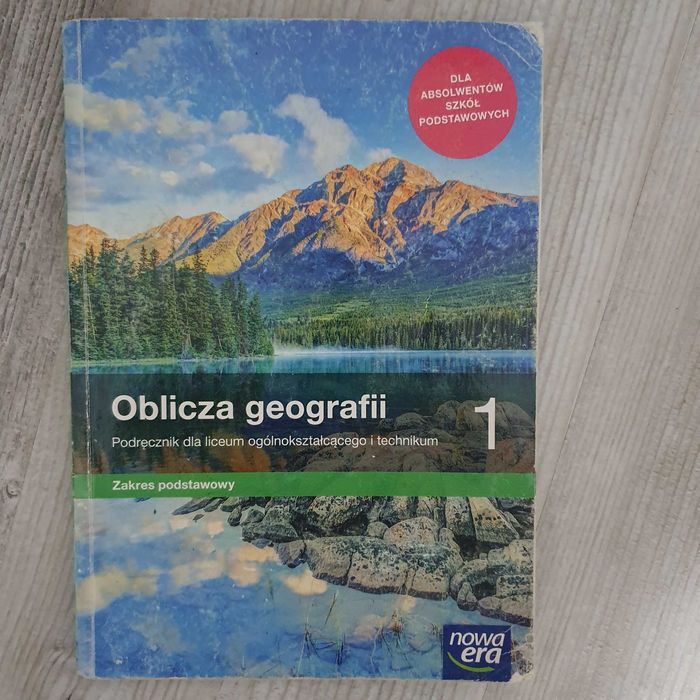 DLA
ABSOLWENTÓW
SZKÓŁ
PODSTAWOWYCH
Oblicza geografii 1
Podręcznik dla liceum ogólnokształcącego i technikum
Zakres podstawowy
nowa
era